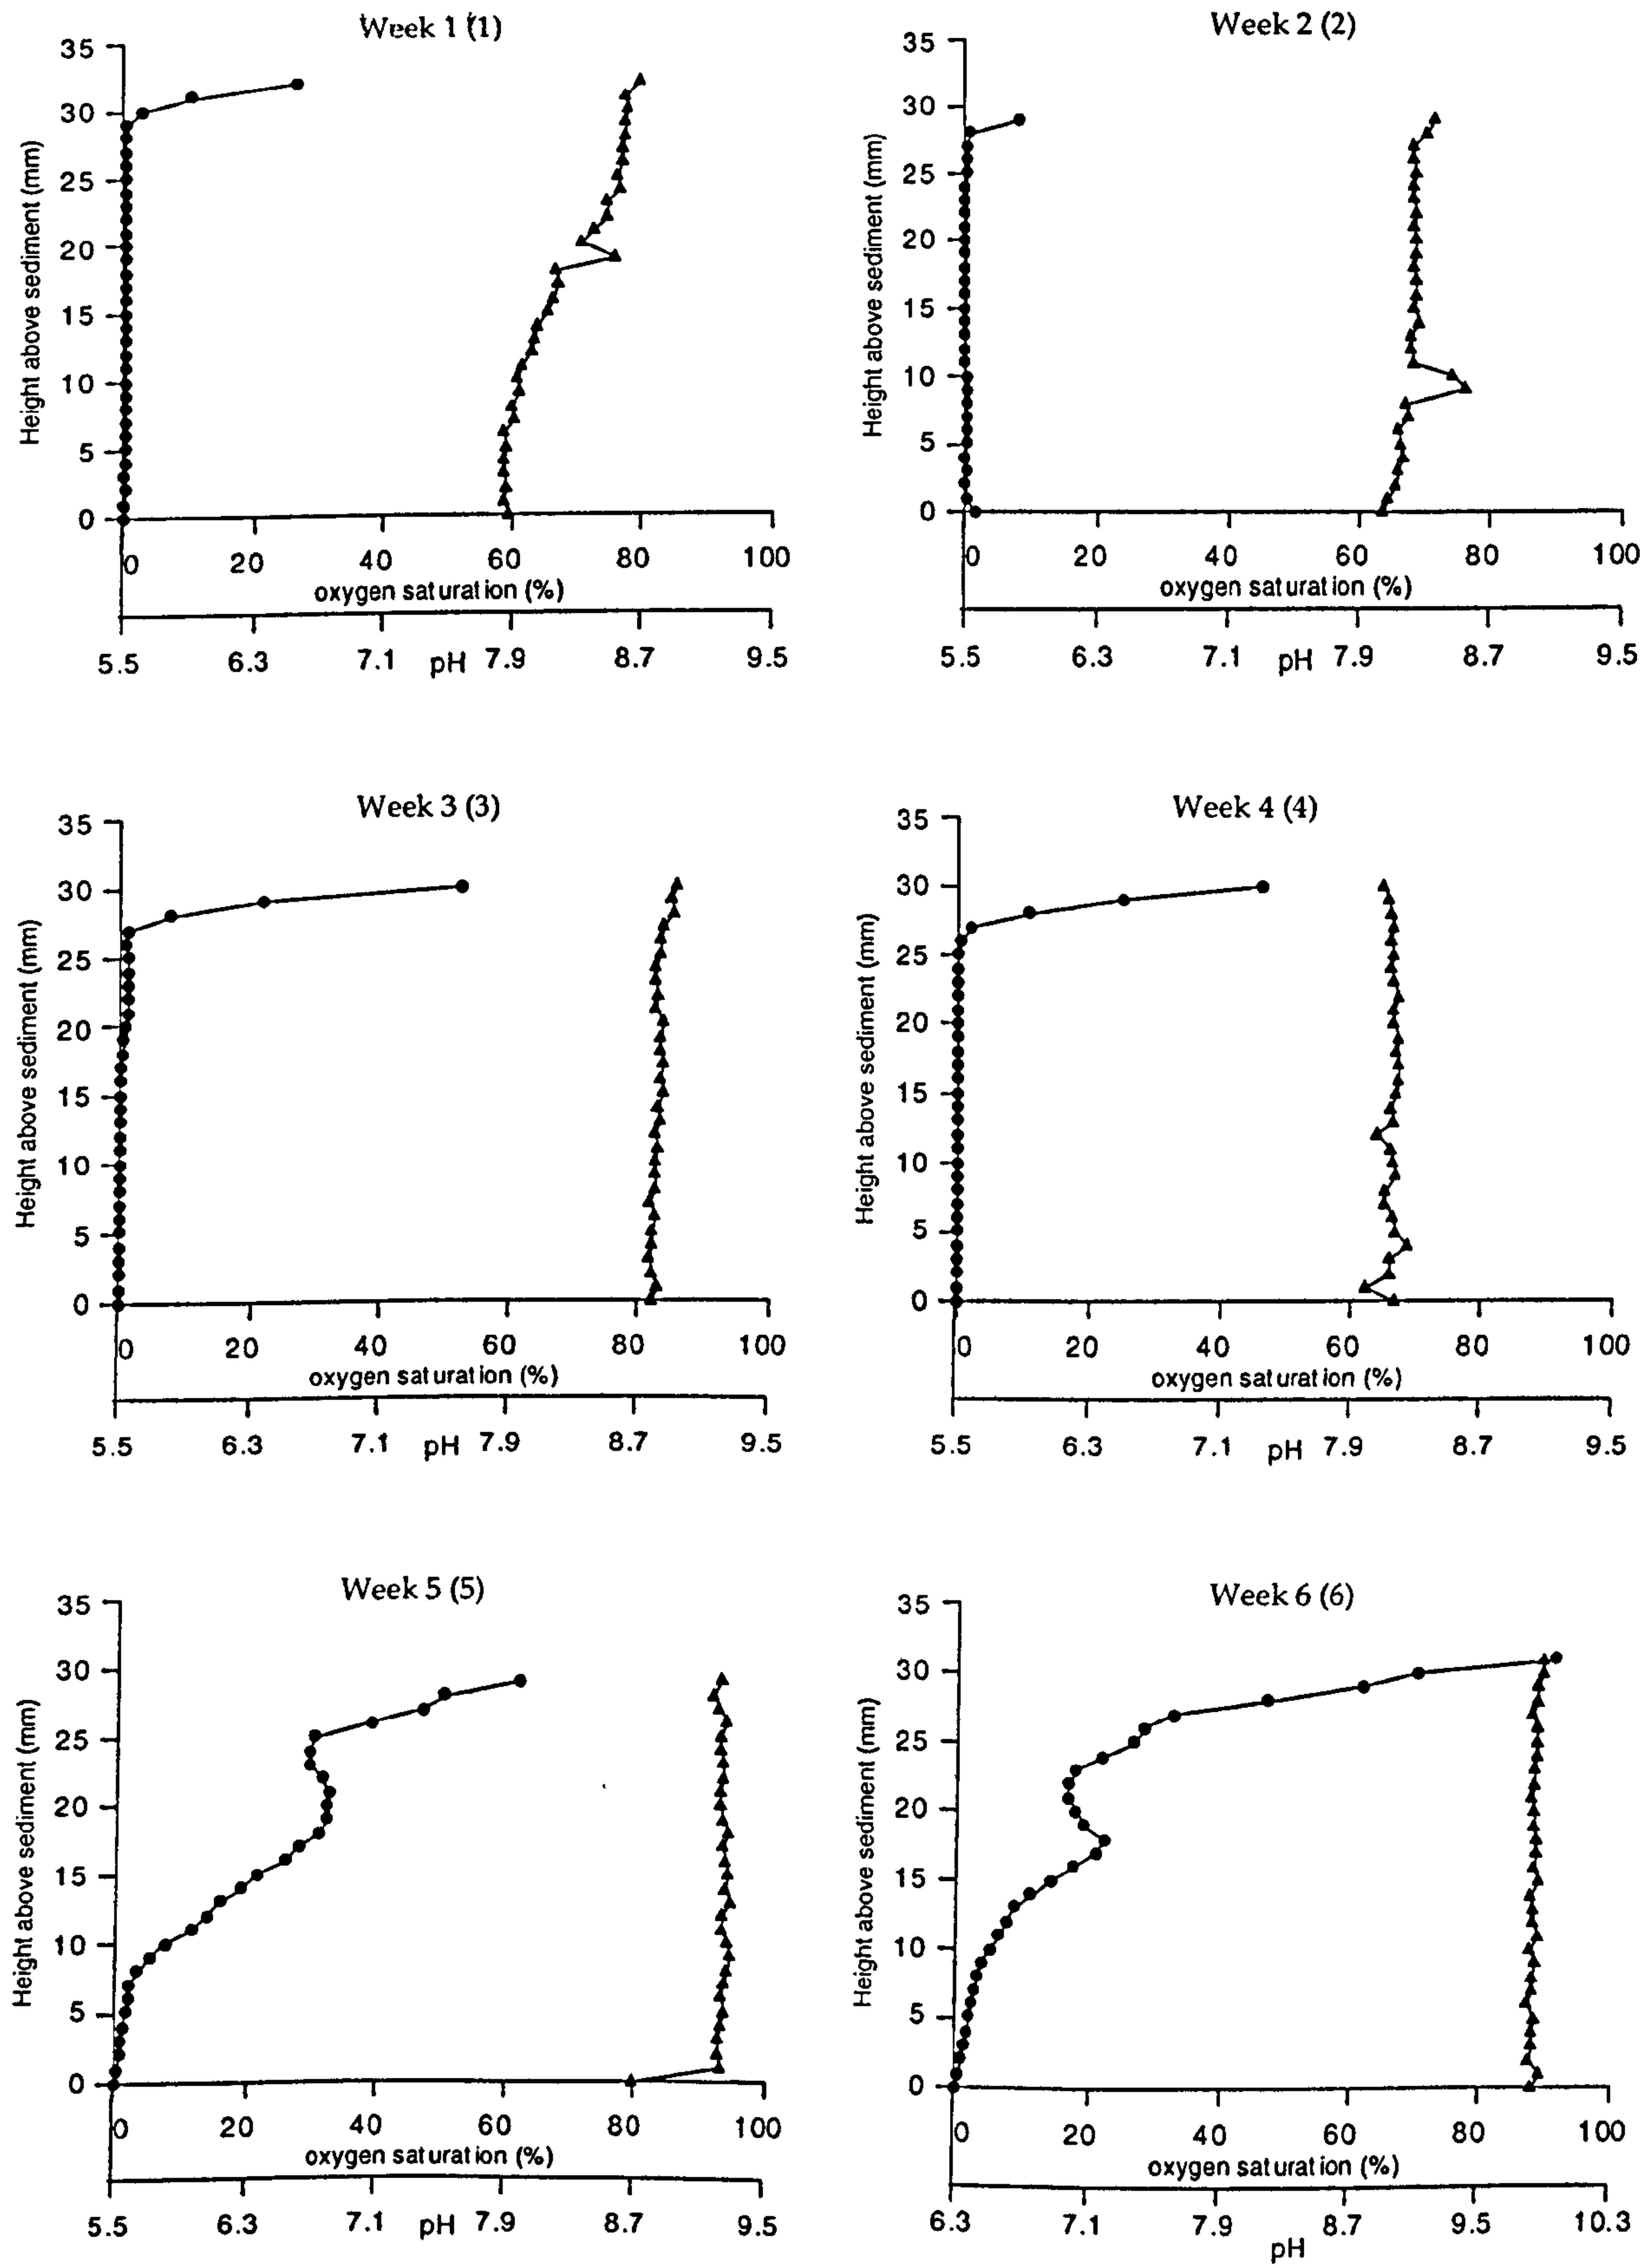 Week 1 (1)
35
30
25
20
15
10
5
0
Height above sediment (mm)
0 20 40 60 80 100
oxygen saturation (%)
5.5 6.3 7.1 pH 7.9 8.7 9.5
Week 2 (2)
35
30
25
20
15
10
5
0
Height above sediment (mm)
0 20 40 60 80 100
oxygen saturation (%)
5.5 6.3 7.1 pH 7.9 8.7 9.5
Week 3 (3)
35
30
25
20
15
10
5
0
Height above sediment (mm)
0 20 40 60 80 100
oxygen saturation (%)
5.5 6.3 7.1 pH 7.9 8.7 9.5
Week 4 (4)
35
30
25
20
15
10
5
0
Height above sediment (mm)
0 20 40 60 80 100
oxygen saturation (%)
5.5 6.3 7.1 pH 7.9 8.7 9.5
Week 5 (5)
35
30
25
20
15
10
5
0
Height above sediment (mm)
0 20 40 60 80 100
oxygen saturation (%)
5.5 6.3 7.1 pH 7.9 8.7 9.5
Week 6 (6)
35
30
25
20
15
10
5
0
Height above sediment (mm)
0 20 40 60 80 100
oxygen saturation (%)
6.3 7.1 7.9 8.7 9.5 10.3
pH